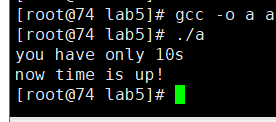 [root@74 lab5]# gcc -o a a
[root@74 lab5]# ./a
you have only 10s
now time is up!
[root@74 lab5]#